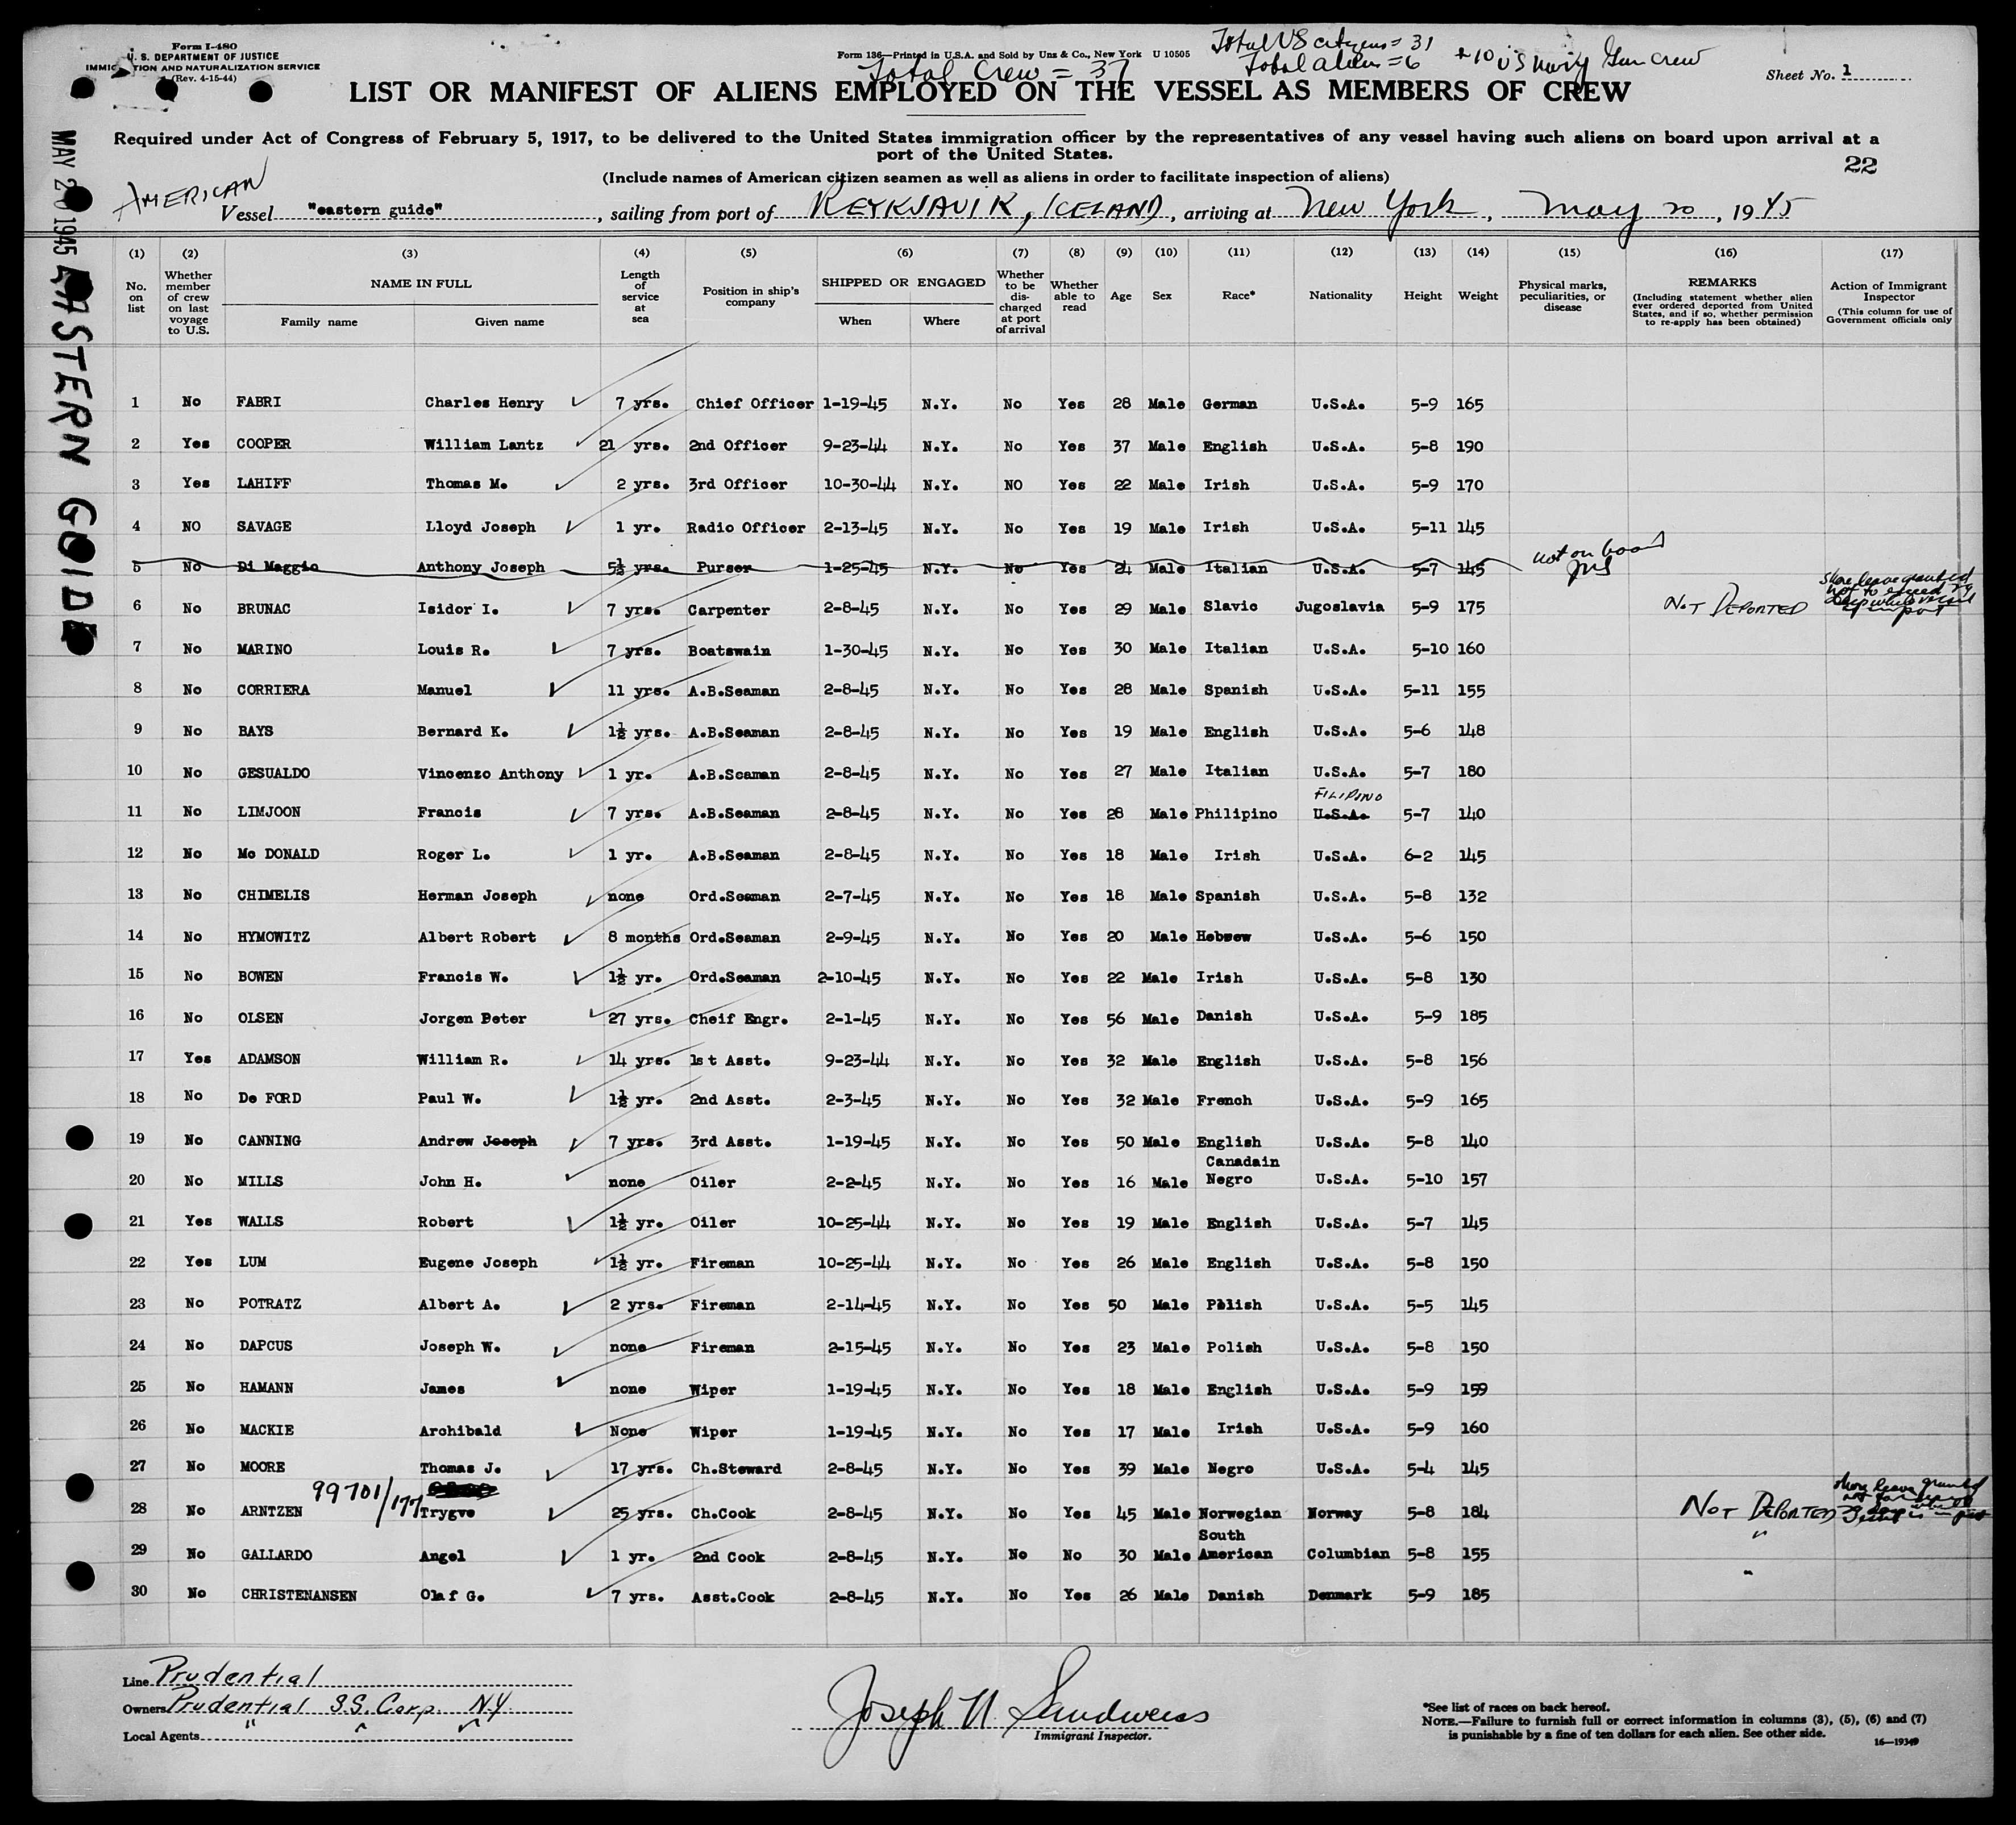 Form I-480
U. S. DEPARTMENT OF JUSTICE
IMMIGRATION AND NATURALIZATION SERVICE
(Rev. 4-15-44)
Form 136—Printed in U.S.A. and Sold by Unz & Co., New York U 10505
Total US citizens = 31
Total aliens = 6
+ 10 US Navy Gun crew
Total Crew = 37
Sheet No. 1
LIST OR MANIFEST OF ALIENS EMPLOYED ON THE VESSEL AS MEMBERS OF CREW
Required under Act of Congress of February 5, 1917, to be delivered to the United States immigration officer by the representatives of any vessel having such aliens on board upon arrival at a
port of the United States.
22
(Include names of American citizen seamen as well as aliens in order to facilitate inspection of aliens)
AMERICAN
Vessel "eastern guide", sailing from port of REYKJAVIK, ICELAND, arriving at New York, May 20, 1945
MAY 20 1945 EASTERN GUIDE
(1) (2) (3) (4) (5) (6) (7) (8) (9) (10) (11) (12) (13) (14) (15) (16) (17)
No. on list
Whether member of crew on last voyage to U.S.
NAME IN FULL
Family name Given name
Length of service at sea
Position in ship's company
SHIPPED OR ENGAGED
When Where
Whether to be discharged at port of arrival
Whether able to read
Age
Sex
Race*
Nationality
Height
Weight
Physical marks, peculiarities, or disease
REMARKS
(Including statement whether alien ever ordered deported from United States, and if so, whether permission to re-apply has been obtained)
Action of Immigrant Inspector
(This column for use of Government officials only
1 No FABRI Charles Henry 7 yrs. Chief Officer 1-19-45 N.Y. No Yes 28 Male German U.S.A. 5-9 165
2 Yes COOPER William Lantz 21 yrs. 2nd Officer 9-23-44 N.Y. No Yes 37 Male English U.S.A. 5-8 190
3 Yes LAHIFF Thomas M. 2 yrs. 3rd Officer 10-30-44 N.Y. NO Yes 22 Male Irish U.S.A. 5-9 170
4 NO SAVAGE Lloyd Joseph 1 yr. Radio Officer 2-13-45 N.Y. No Yes 19 Male Irish U.S.A. 5-11 145
5 No Di Maggio Anthony Joseph 5½ yrs. Purser 1-25-45 N.Y. No Yes 24 Male Italian U.S.A. 5-7 145 not on board
6 No BRUNAC Isidor I. 7 yrs. Carpenter 2-8-45 N.Y. No Yes 29 Male Slavic Jugoslavia 5-9 175 NOT DEPORTED Shore leave granted not to exceed 29 days while vessel in port
7 No MARINO Louis R. 7 yrs. Boatswain 1-30-45 N.Y. No Yes 30 Male Italian U.S.A. 5-10 160
8 No CORRIERA Manuel 11 yrs. A.B.Seaman 2-8-45 N.Y. No Yes 28 Male Spanish U.S.A. 5-11 155
9 No BAYS Bernard K. 1½ yrs. A.B.Seaman 2-8-45 N.Y. No Yes 19 Male English U.S.A. 5-6 148
10 No GESUALDO Vincenzo Anthony 1 yr. A.B.Seaman 2-8-45 N.Y. No Yes 27 Male Italian U.S.A. 5-7 180
FILIPINO
11 No LIMJOON Francis 7 yrs. A.B.Seaman 2-8-45 N.Y. No Yes 28 Male Philipino U.S.A. 5-7 140
12 No Mc DONALD Roger L. 1 yr. A.B.Seaman 2-8-45 N.Y. No Yes 18 Male Irish U.S.A. 6-2 145
13 No CHIMELIS Herman Joseph none Ord.Seaman 2-7-45 N.Y. No Yes 18 Male Spanish U.S.A. 5-8 132
14 No HYMOWITZ Albert Robert 8 months Ord.Seaman 2-9-45 N.Y. No Yes 20 Male Hebrew U.S.A. 5-6 150
15 No BOWEN Francis W. 1½ yr. Ord.Seaman 2-10-45 N.Y. No Yes 22 Male Irish U.S.A. 5-8 130
16 No OLSEN Jorgen Peter 27 yrs. Cheif Engr. 2-1-45 N.Y. No Yes 56 Male Danish U.S.A. 5-9 185
17 Yes ADAMSON William R. 14 yrs. 1st Asst. 9-23-44 N.Y. No Yes 32 Male English U.S.A. 5-8 156
18 No De FORD Paul W. 1½ yr. 2nd Asst. 2-3-45 N.Y. No Yes 32 Male French U.S.A. 5-9 165
19 No CANNING Andrew Joseph 7 yrs. 3rd Asst. 1-19-45 N.Y. No Yes 50 Male English U.S.A. 5-8 140
Canadain
20 No MILLS John H. none Oiler 2-2-45 N.Y. No Yes 16 Male Negro U.S.A. 5-10 157
21 Yes WALLS Robert 1½ yr. Oiler 10-25-44 N.Y. No Yes 19 Male English U.S.A. 5-7 145
22 Yes LUM Eugene Joseph 1½ yr. Fireman 10-25-44 N.Y. No Yes 26 Male English U.S.A. 5-8 150
23 No POTRATZ Albert A. 2 yrs. Fireman 2-14-45 N.Y. No Yes 50 Male Polish U.S.A. 5-5 145
24 No DAPCUS Joseph W. none Fireman 2-15-45 N.Y. No Yes 23 Male Polish U.S.A. 5-8 150
25 No HAMANN James none Wiper 1-19-45 N.Y. No Yes 18 Male English U.S.A. 5-9 159
26 No MACKIE Archibald None Wiper 1-19-45 N.Y. No Yes 17 Male Irish U.S.A. 5-9 160
27 No MOORE Thomas J. 17 yrs. Ch.Steward 2-8-45 N.Y. No Yes 39 Male Negro U.S.A. 5-4 145
99701/177
28 No ARNTZEN Trygve 25 yrs. Ch.Cook 2-8-45 N.Y. No Yes 45 Male Norwegian Norway 5-8 184 NOT DEPORTED Shore leave granted
South
29 No GALLARDO Angel 1 yr. 2nd Cook 2-8-45 N.Y. No No 30 Male American Columbian 5-8 155 "
30 No CHRISTENANSEN Olaf G. 7 yrs. Asst.Cook 2-8-45 N.Y. No Yes 26 Male Danish Denmark 5-9 185 "
Line Prudential
Owners Prudential S.S. Corp. N.Y.
Local Agents " " "
Joseph N. Sandweiss
Immigrant Inspector.
*See list of races on back hereof.
NOTE.—Failure to furnish full or correct information in columns (3), (5), (6) and (7)
is punishable by a fine of ten dollars for each alien. See other side.
16—19349